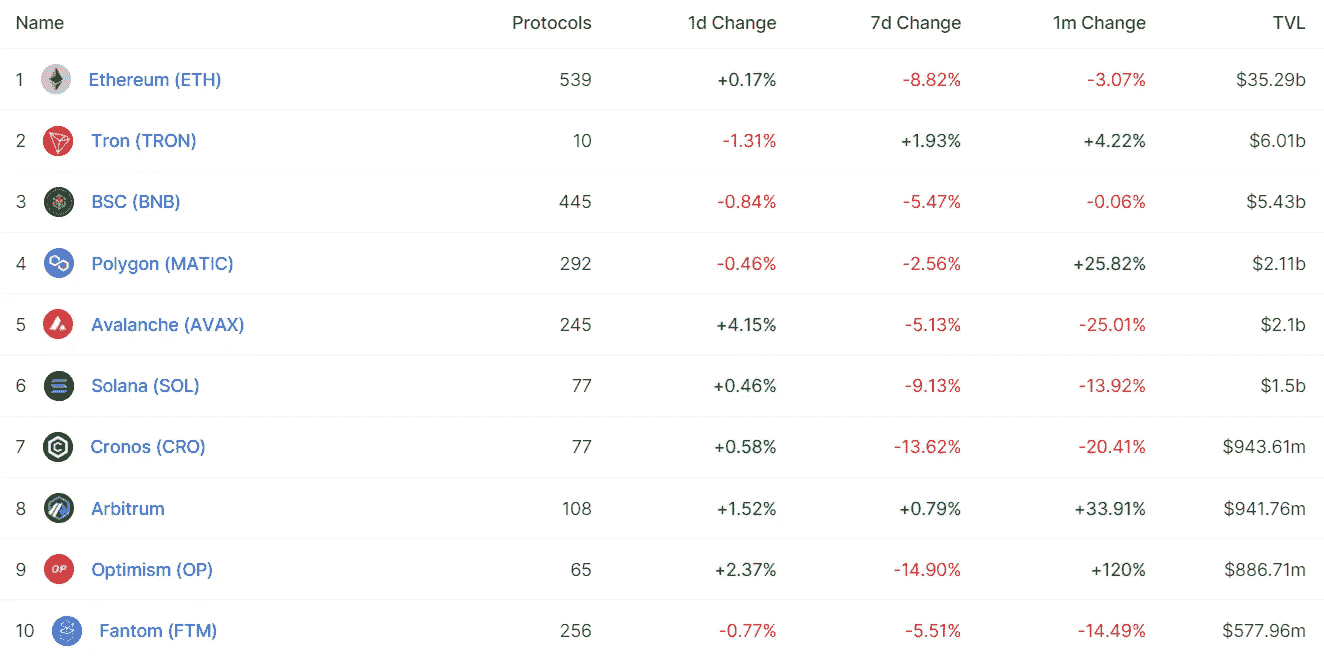 Name Protocols 1d Change 7d Change 1m Change TVL
1 Ethereum (ETH) 539 +0.17% -8.82% -3.07% $35.29b
2 Tron (TRON) 10 -1.31% +1.93% +4.22% $6.01b
3 BSC (BNB) 445 -0.84% -5.47% -0.06% $5.43b
4 Polygon (MATIC) 292 -0.46% -2.56% +25.82% $2.11b
5 Avalanche (AVAX) 245 +4.15% -5.13% -25.01% $2.1b
6 Solana (SOL) 77 +0.46% -9.13% -13.92% $1.5b
7 Cronos (CRO) 77 +0.58% -13.62% -20.41% $943.61m
8 Arbitrum 108 +1.52% +0.79% +33.91% $941.76m
9 OP Optimism (OP) 65 +2.37% -14.90% +120% $886.71m
10 Fantom (FTM) 256 -0.77% -5.51% -14.49% $577.96m